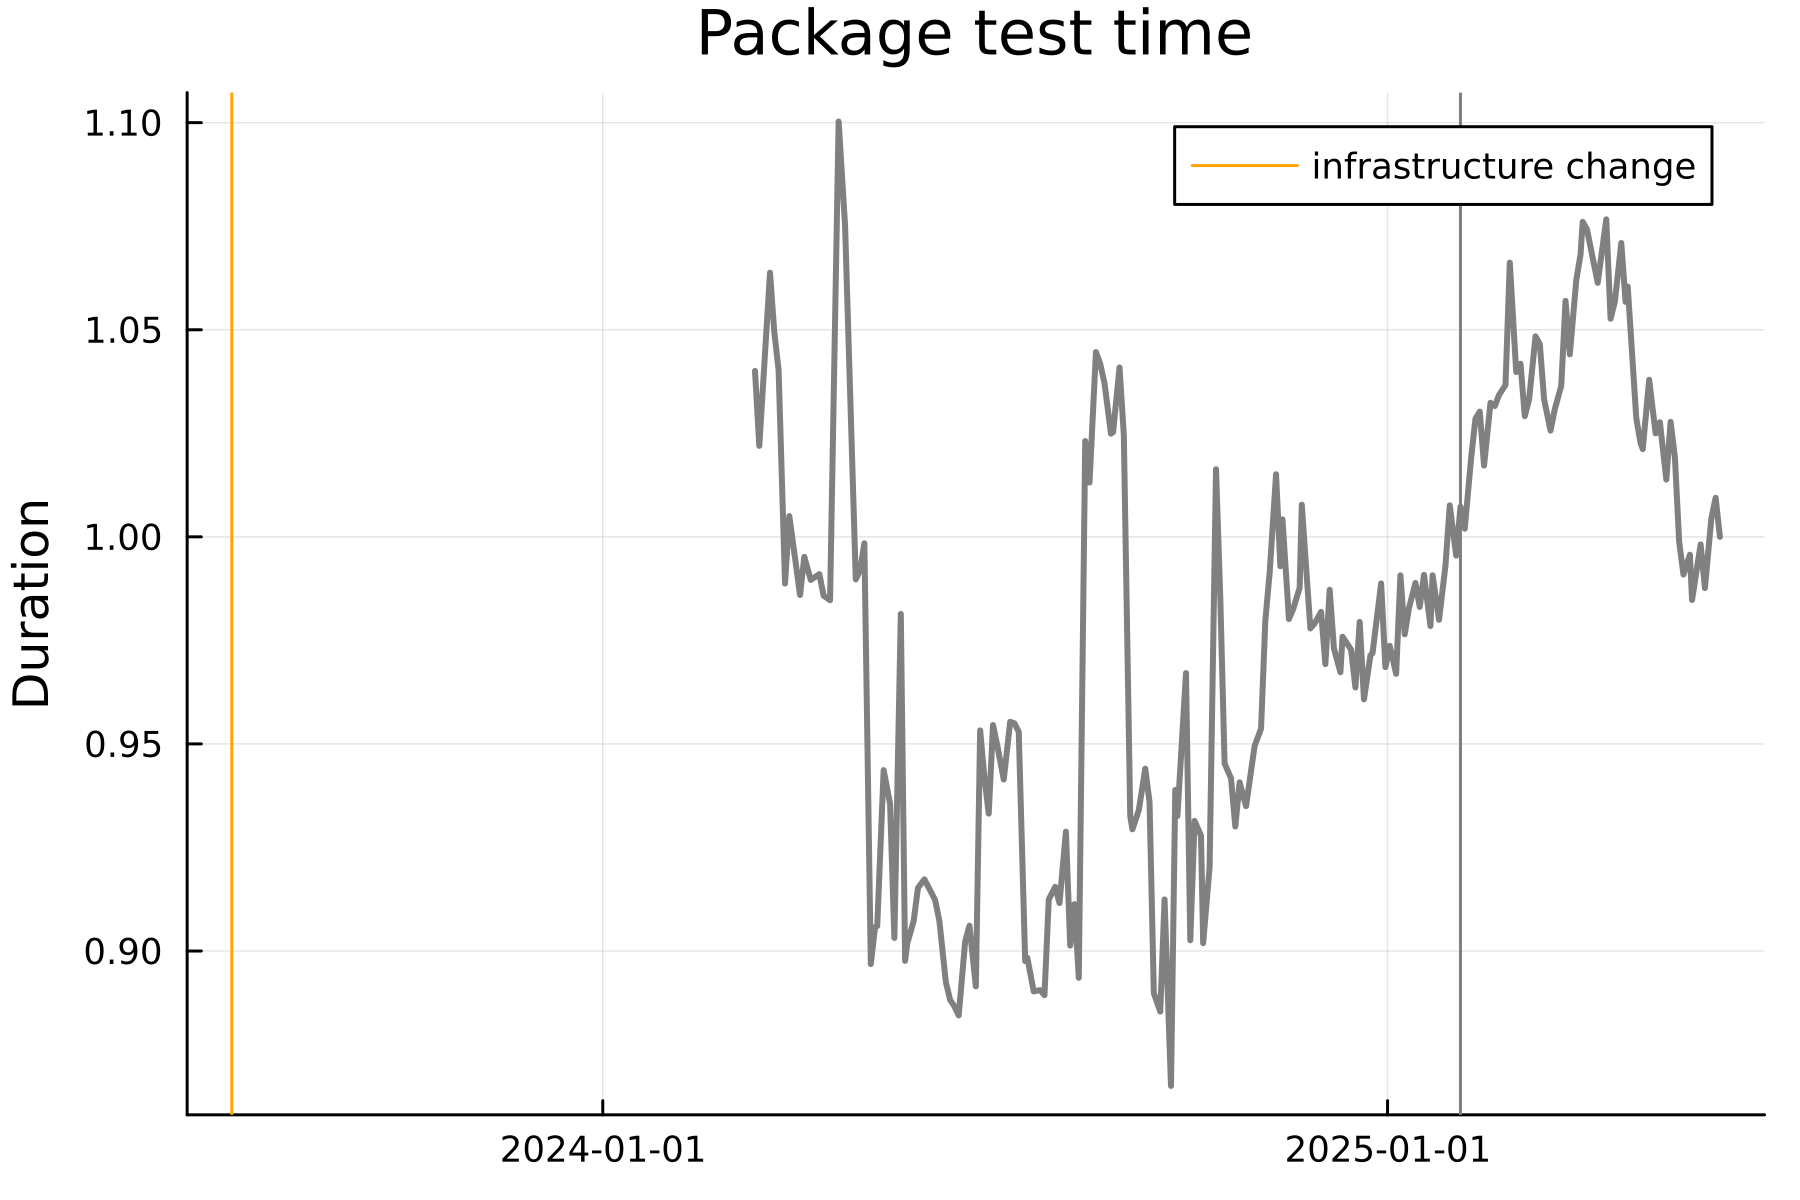 Package test time
infrastructure change
Duration
1.10
1.05
1.00
0.95
0.90
2024-01-01
2025-01-01